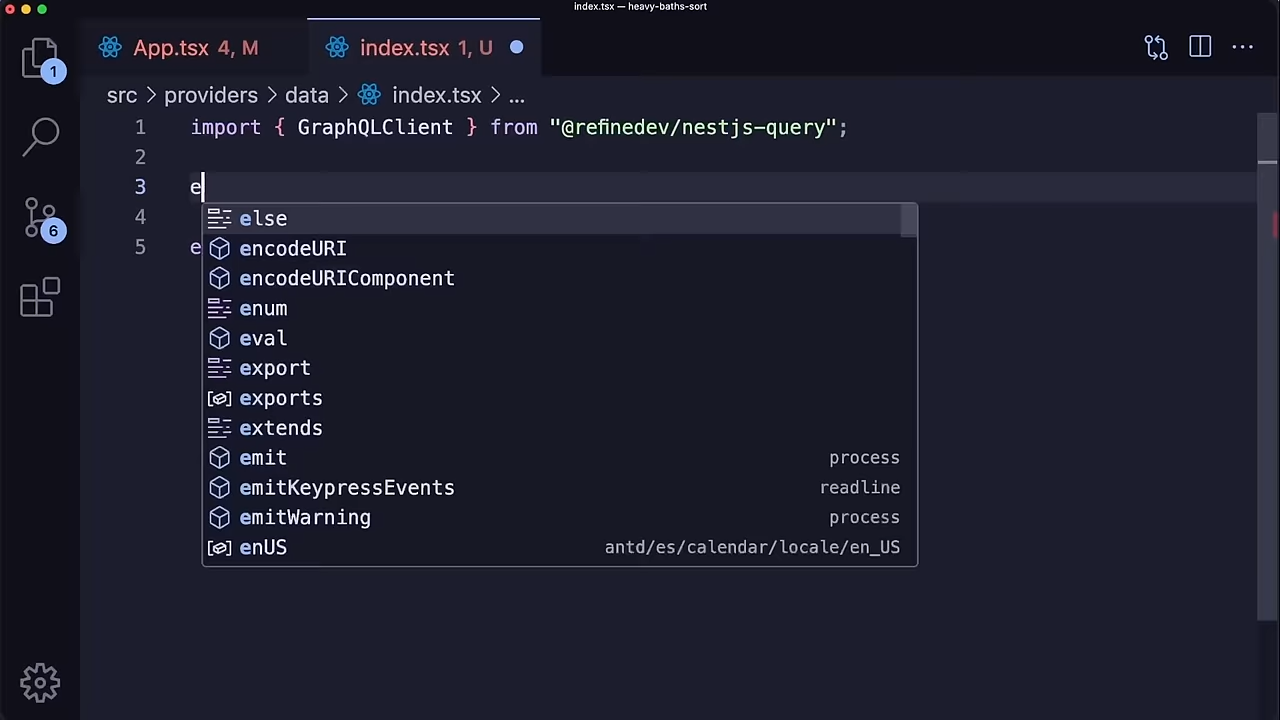 index.tsx — heavy-baths-sort
App.tsx 4, M
index.tsx 1, U
1
src > providers > data > index.tsx > ...
1 import { GraphQLClient } from "@refinedev/nestjs-query";
2
3 e
4
5 e
6
else
encodeURI
encodeURIComponent
enum
eval
export
exports
extends
emit process
emitKeypressEvents readline
emitWarning process
enUS antd/es/calendar/locale/en_US